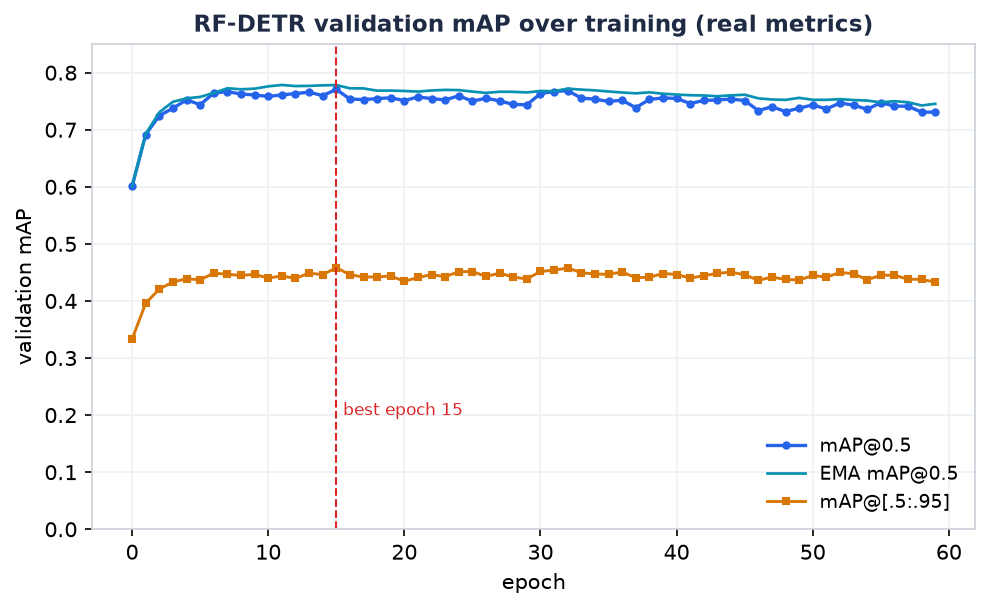 RF-DETR validation mAP over training (real metrics)
validation mAP
0.8
0.7
0.6
0.5
0.4
0.3
0.2
0.1
0.0
best epoch 15
mAP@0.5
EMA mAP@0.5
mAP@[.5:.95]
0 10 20 30 40 50 60
epoch